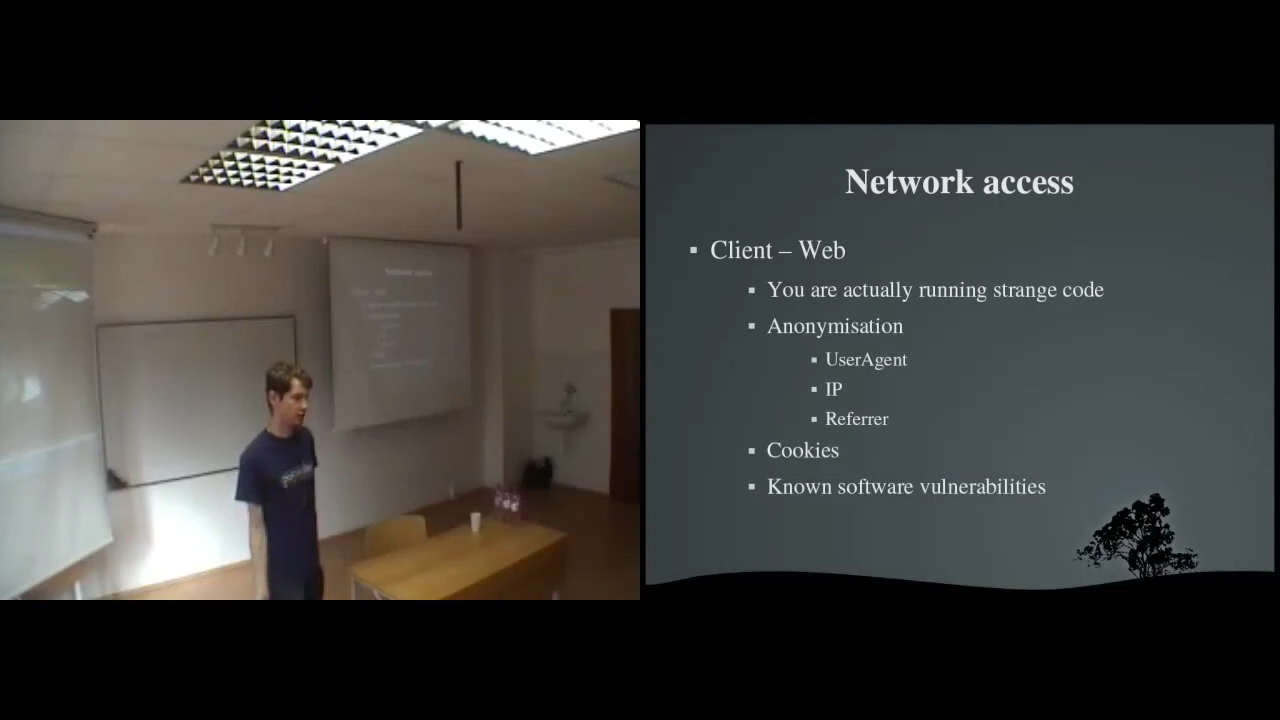 Network access
Client – Web
You are actually running strange code
Anonymisation
UserAgent
IP
Referrer
Cookies
Known software vulnerabilities